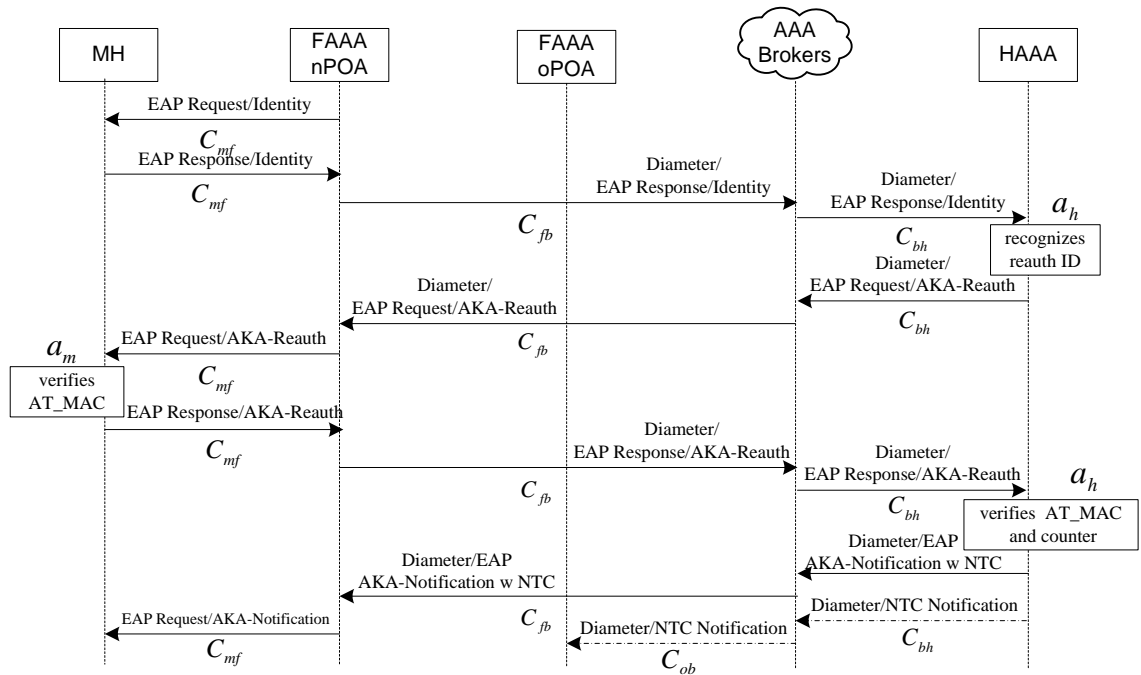 MH
FAAA
nPOA
FAAA
oPOA
AAA
Brokers
HAAA
EAP Request/Identity
C_mf
EAP Response/Identity
C_mf
Diameter/
EAP Response/Identity
C_fb
Diameter/
EAP Response/Identity
C_bh
a_h
recognizes
reauth ID
Diameter/
EAP Request/AKA-Reauth
C_bh
Diameter/
EAP Request/AKA-Reauth
C_fb
EAP Request/AKA-Reauth
C_mf
a_m
verifies
AT_MAC
EAP Response/AKA-Reauth
C_mf
Diameter/
EAP Response/AKA-Reauth
C_fb
Diameter/
EAP Response/AKA-Reauth
C_bh
a_h
verifies AT_MAC
and counter
Diameter/EAP
AKA-Notification w NTC
Diameter/EAP
AKA-Notification w NTC
C_fb
EAP Request/AKA-Notification
C_mf
Diameter/NTC Notification
C_bh
Diameter/NTC Notification
C_ob